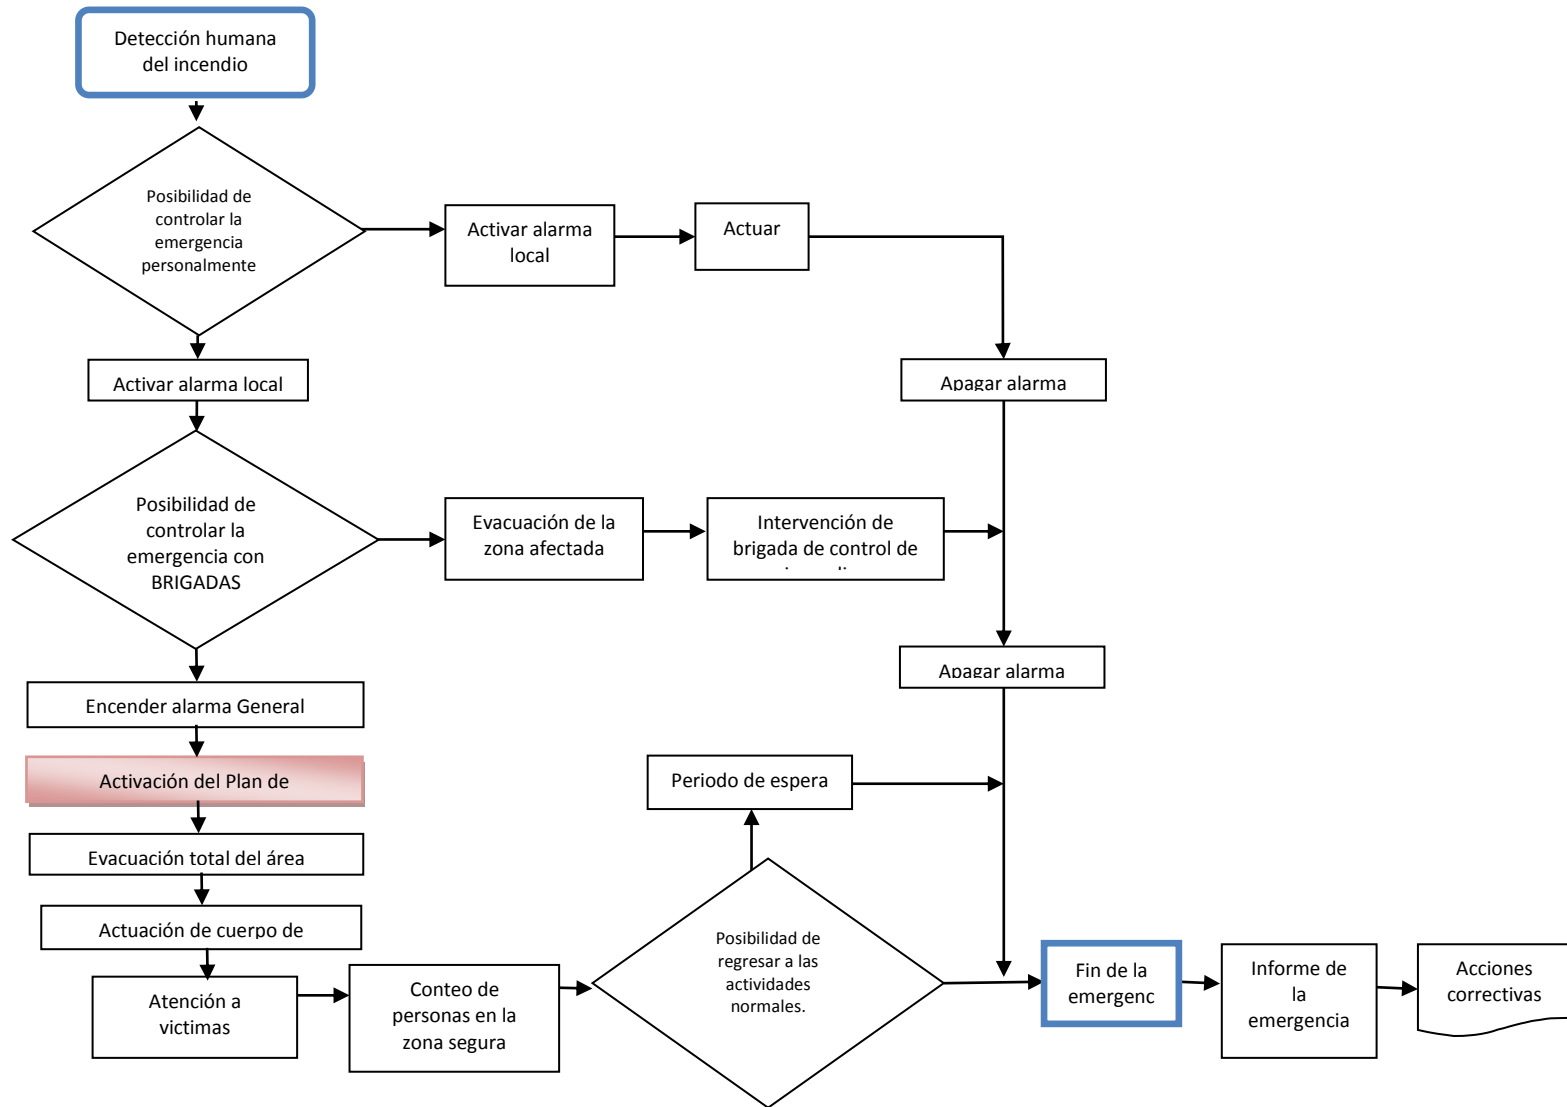 Detección humana
del incendio
Posibilidad de
controlar la
emergencia
personalmente
Activar alarma
local
Actuar
Activar alarma local
Apagar alarma
Posibilidad de
controlar la
emergencia con
BRIGADAS
Evacuación de la
zona afectada
Intervención de
brigada de control de
Apagar alarma
Encender alarma General
Activación del Plan de
Periodo de espera
Evacuación total del área
Actuación de cuerpo de
Atención a
victimas
Conteo de
personas en la
zona segura
Posibilidad de
regresar a las
actividades
normales.
Fin de la
emergenc
Informe de
la
emergencia
Acciones
correctivas